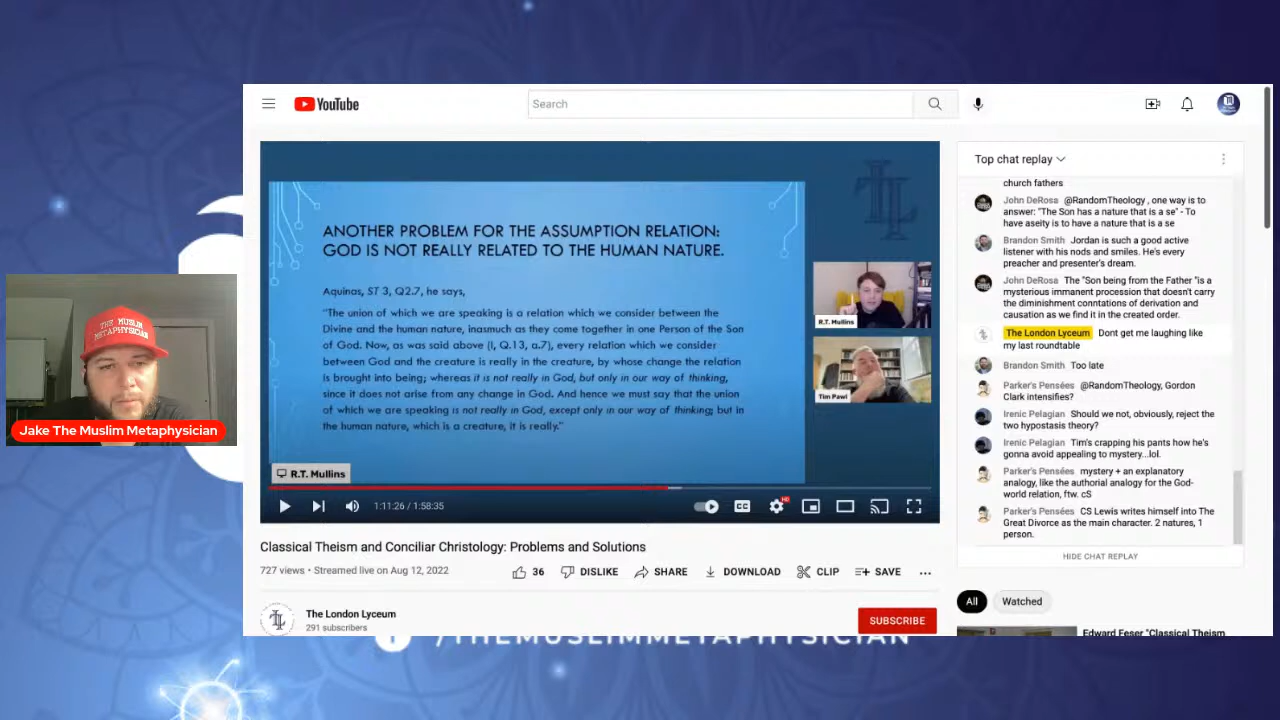 YouTube
Search
Top chat replay
church fathers
John DeRosa @RandomTheology , one way is to
answer: "The Son has a nature that is a se" - To
have aseity is to have a nature that is a se
Brandon Smith Jordan is such a good active
listener with his nods and smiles. He's every
preacher and presenter's dream.
John DeRosa The "Son being from the Father "is a
mysterious immanent procession that doesn't carry
the diminishment conntations of derivation and
causation as we find it in the created order.
The London Lyceum Dont get me laughing like
my last roundtable
Brandon Smith Too late
Parker's Pensées @RandomTheology, Gordon
Clark intensifies?
Irenic Pelagian Should we not, obviously, reject the
two hypostasis theory?
Irenic Pelagian Tim's crapping his pants how he's
gonna avoid appealing to mystery...lol.
Parker's Pensées mystery + an explanatory
analogy, like the authorial analogy for the God-
world relation, ftw. cS
Parker's Pensées CS Lewis writes himself into The
Great Divorce as the main character. 2 natures, 1
person.
HIDE CHAT REPLAY
All Watched
Edward Feser "Classical Theism
ANOTHER PROBLEM FOR THE ASSUMPTION RELATION:
GOD IS NOT REALLY RELATED TO THE HUMAN NATURE.
Aquinas, ST 3, Q2.7, he says,
"The union of which we are speaking is a relation which we consider between the
Divine and the human nature, inasmuch as they come together in one Person of the Son
of God. Now, as was said above (I, Q.13, a.7), every relation which we consider
between God and the creature is really in the creature, by whose change the relation
is brought into being; whereas it is not really in God, but only in our way of thinking,
since it does not arise from any change in God. And hence we must say that the union
of which we are speaking is not really in God, except only in our way of thinking; but in
the human nature, which is a creature, it is really."
R.T. Mullins
Tim Pawl
R.T. Mullins
1:11:26 / 1:58:35
CC
HD
Classical Theism and Conciliar Christology: Problems and Solutions
727 views • Streamed live on Aug 12, 2022
36 DISLIKE SHARE DOWNLOAD CLIP SAVE
The London Lyceum
291 subscribers
SUBSCRIBE
THE MUSLIM
METAPHYSICIAN
Jake The Muslim Metaphysician
/THEMUSLIMMETAPHYSICIAN